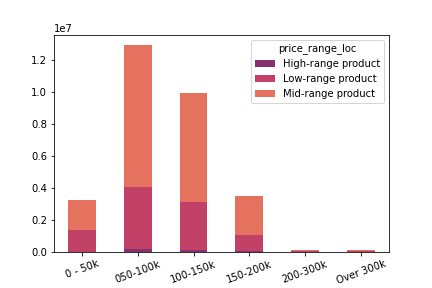 1e7
price_range_loc
High-range product
Low-range product
Mid-range product
1.2
1.0
0.8
0.6
0.4
0.2
0.0
0 - 50k
050-100k
100-150k
150-200k
200-300k
Over 300k